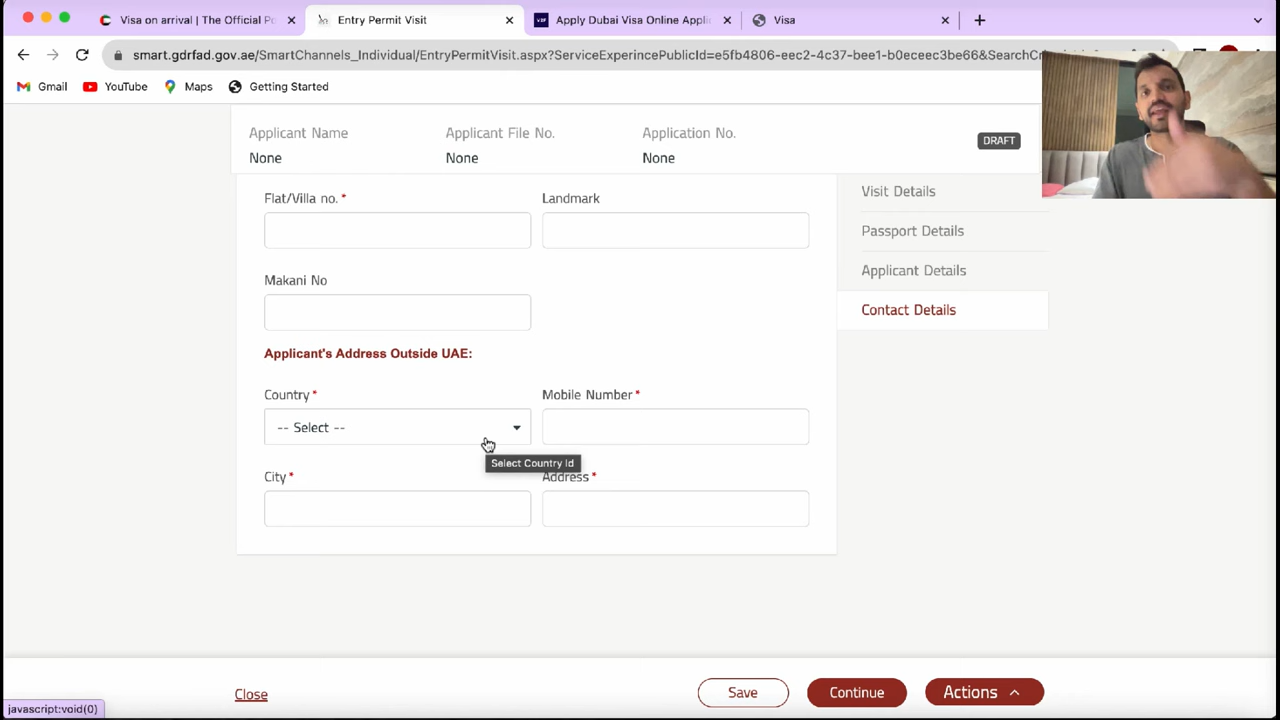 Visa on arrival | The Official Po
Entry Permit Visit
VDF
Apply Dubai Visa Online Appli
Visa
smart.gdrfad.gov.ae/SmartChannels_Individual/EntryPermitVisit.aspx?ServiceExperincePublicId=e5fb4806-eec2-4c37-bee1-b0eceec3be66&SearchCri
Gmail
YouTube
Maps
Getting Started
Applicant Name
Applicant File No.
Application No.
None
None
None
DRAFT
Flat/Villa no. *
Landmark
Makani No
Applicant's Address Outside UAE:
Country *
Mobile Number *
-- Select --
Select Country Id
City *
Address *
Visit Details
Passport Details
Applicant Details
Contact Details
Close
Save
Continue
Actions
javascript:void(0)